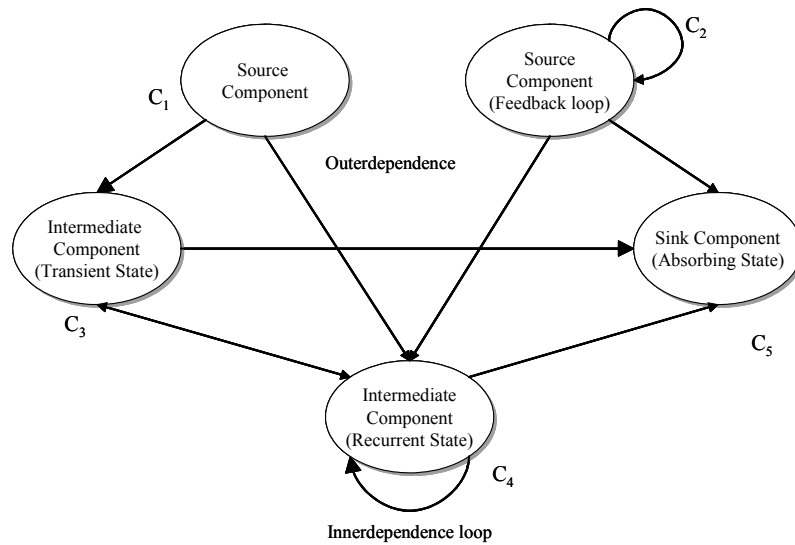 Source
Component
C1
Source
Component
(Feedback loop)
C2
Outerdependence
Intermediate
Component
(Transient State)
C3
Sink Component
(Absorbing State)
C5
Intermediate
Component
(Recurrent State)
C4
Innerdependence loop